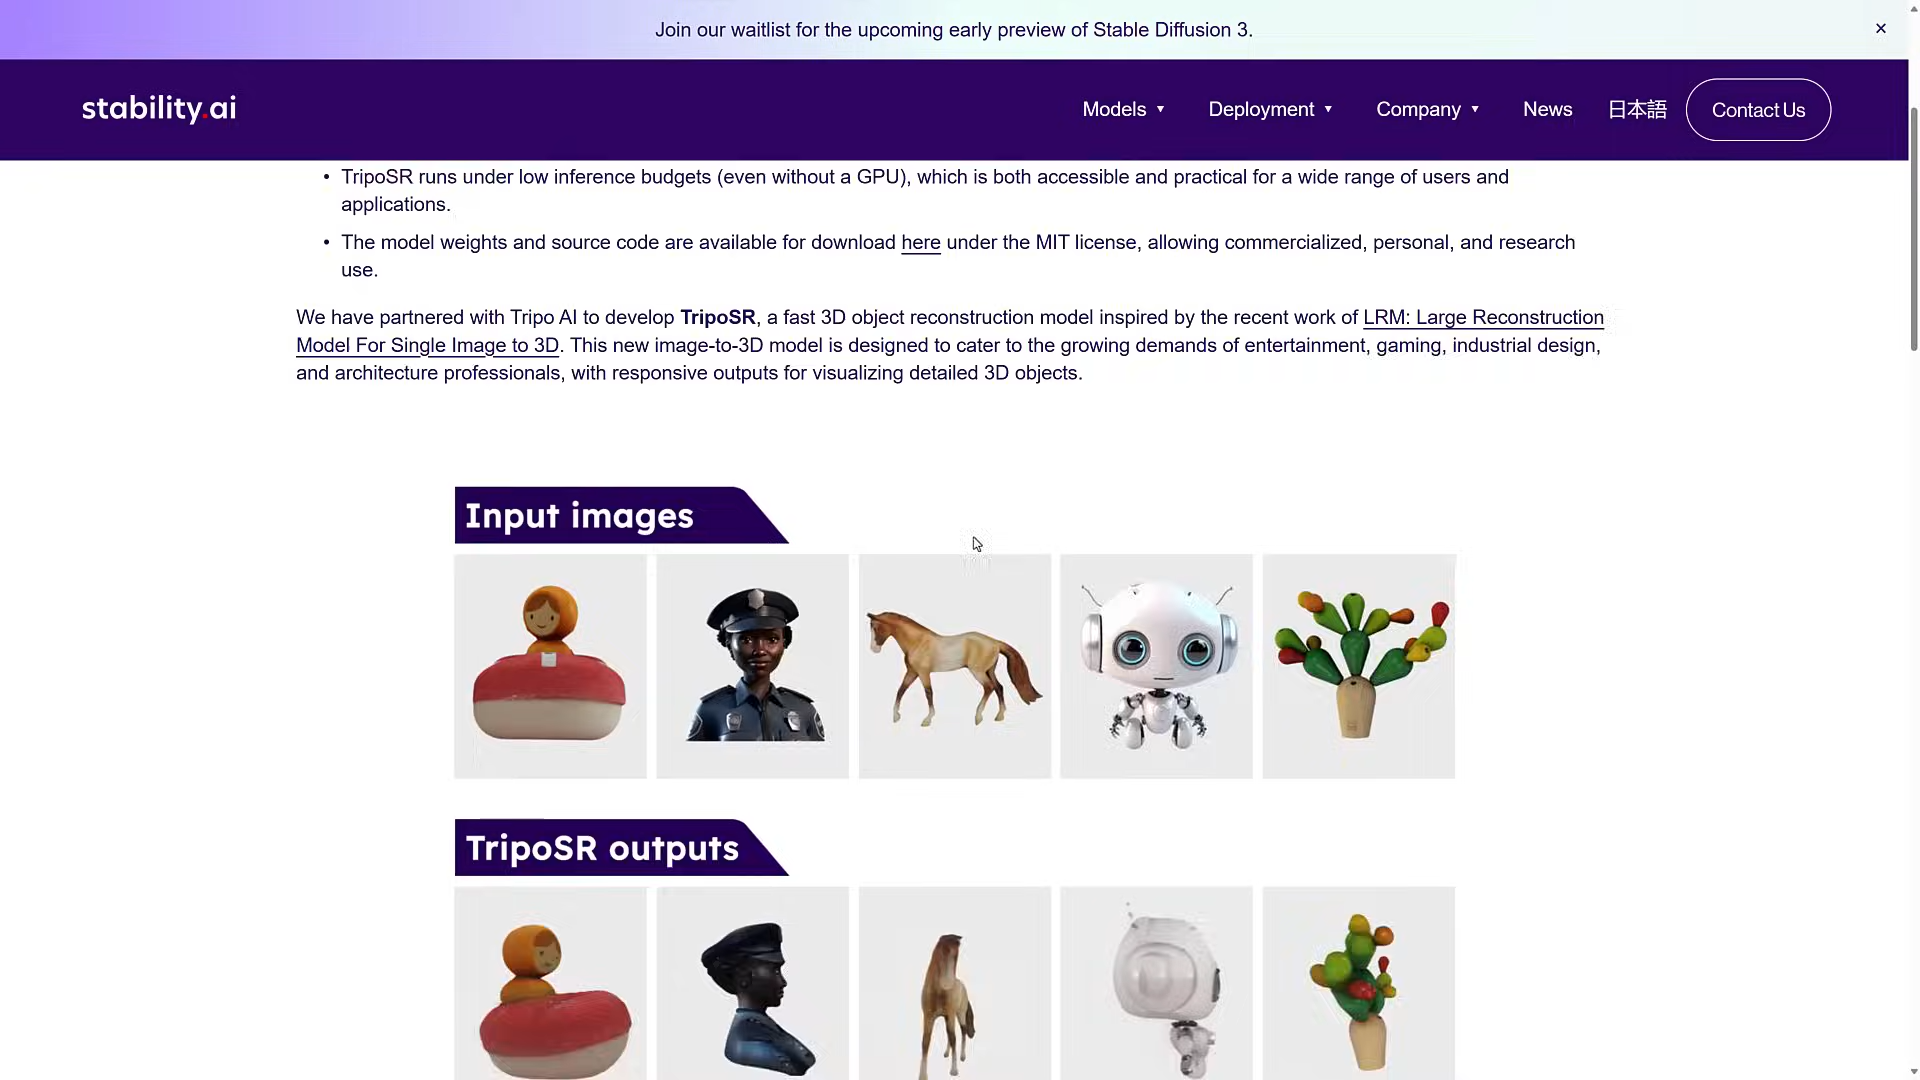 Join our waitlist for the upcoming early preview of Stable Diffusion 3.
×
stability.ai
Models ▼
Deployment ▼
Company ▼
News
日本語
Contact Us
• TripoSR runs under low inference budgets (even without a GPU), which is both accessible and practical for a wide range of users and
applications.
• The model weights and source code are available for download here under the MIT license, allowing commercialized, personal, and research
use.
We have partnered with Tripo AI to develop TripoSR, a fast 3D object reconstruction model inspired by the recent work of LRM: Large Reconstruction
Model For Single Image to 3D. This new image-to-3D model is designed to cater to the growing demands of entertainment, gaming, industrial design,
and architecture professionals, with responsive outputs for visualizing detailed 3D objects.
Input images
TripoSR outputs